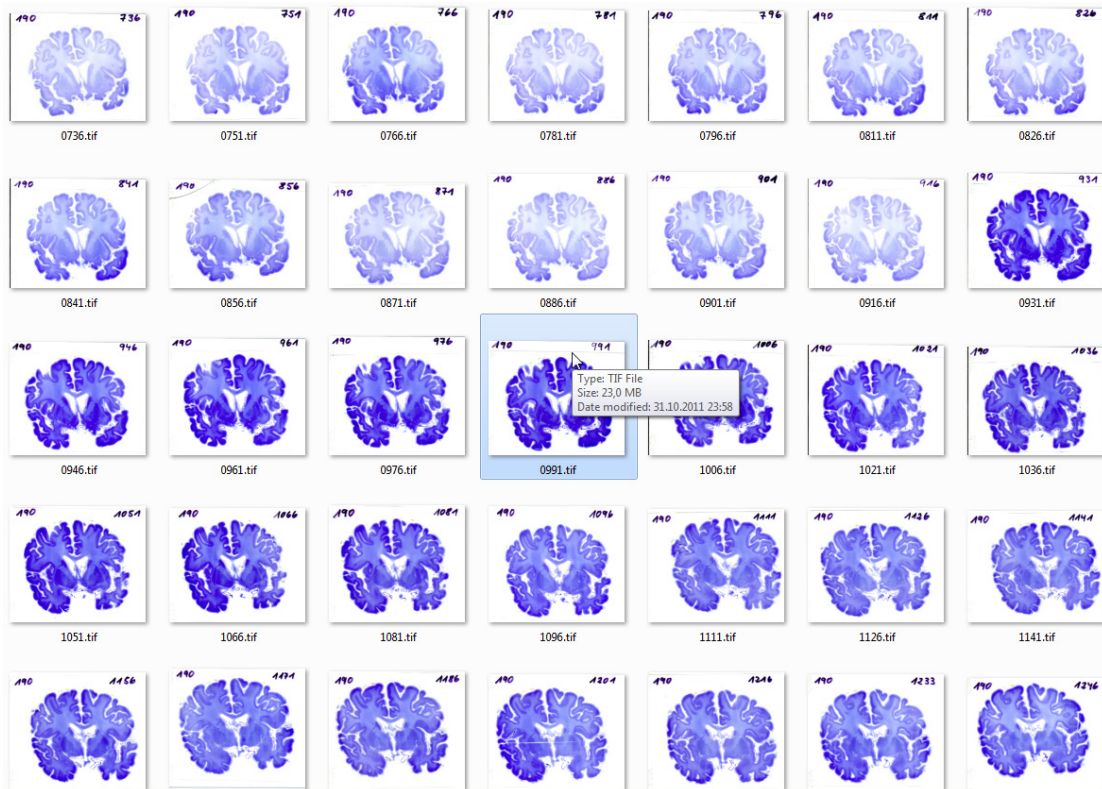 190 736 190 751 190 766 190 781 190 796 190 811 190 826
0736.tif 0751.tif 0766.tif 0781.tif 0796.tif 0811.tif 0826.tif
190 841 190 856 190 871 190 886 190 901 190 916 190 931
0841.tif 0856.tif 0871.tif 0886.tif 0901.tif 0916.tif 0931.tif
190 946 190 961 190 976 190 991 190 1006 190 1021 190 1036
Type: TIF File
Size: 23,0 MB
Date modified: 31.10.2011 23:58
0946.tif 0961.tif 0976.tif 0991.tif 1006.tif 1021.tif 1036.tif
190 1051 190 1066 190 1081 190 1096 190 1111 190 1126 190 1141
1051.tif 1066.tif 1081.tif 1096.tif 1111.tif 1126.tif 1141.tif
190 1156 190 1171 190 1186 190 1201 190 1216 190 1233 190 1246